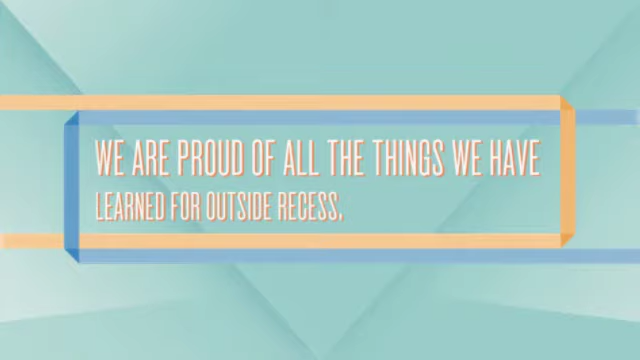 WE ARE PROUD OF ALL THE THINGS WE HAVE
LEARNED FOR OUTSIDE RECESS.